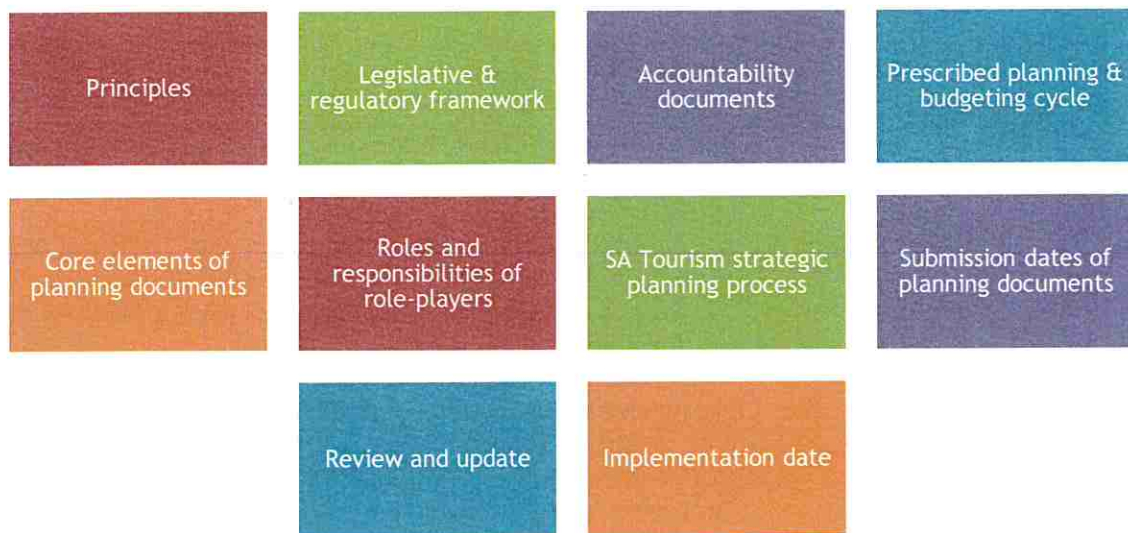 Principles
Legislative &
regulatory framework
Accountability
documents
Prescribed planning &
budgeting cycle
Core elements of
planning documents
Roles and
responsibilities of
role-players
SA Tourism strategic
planning process
Submission dates of
planning documents
Review and update
Implementation date